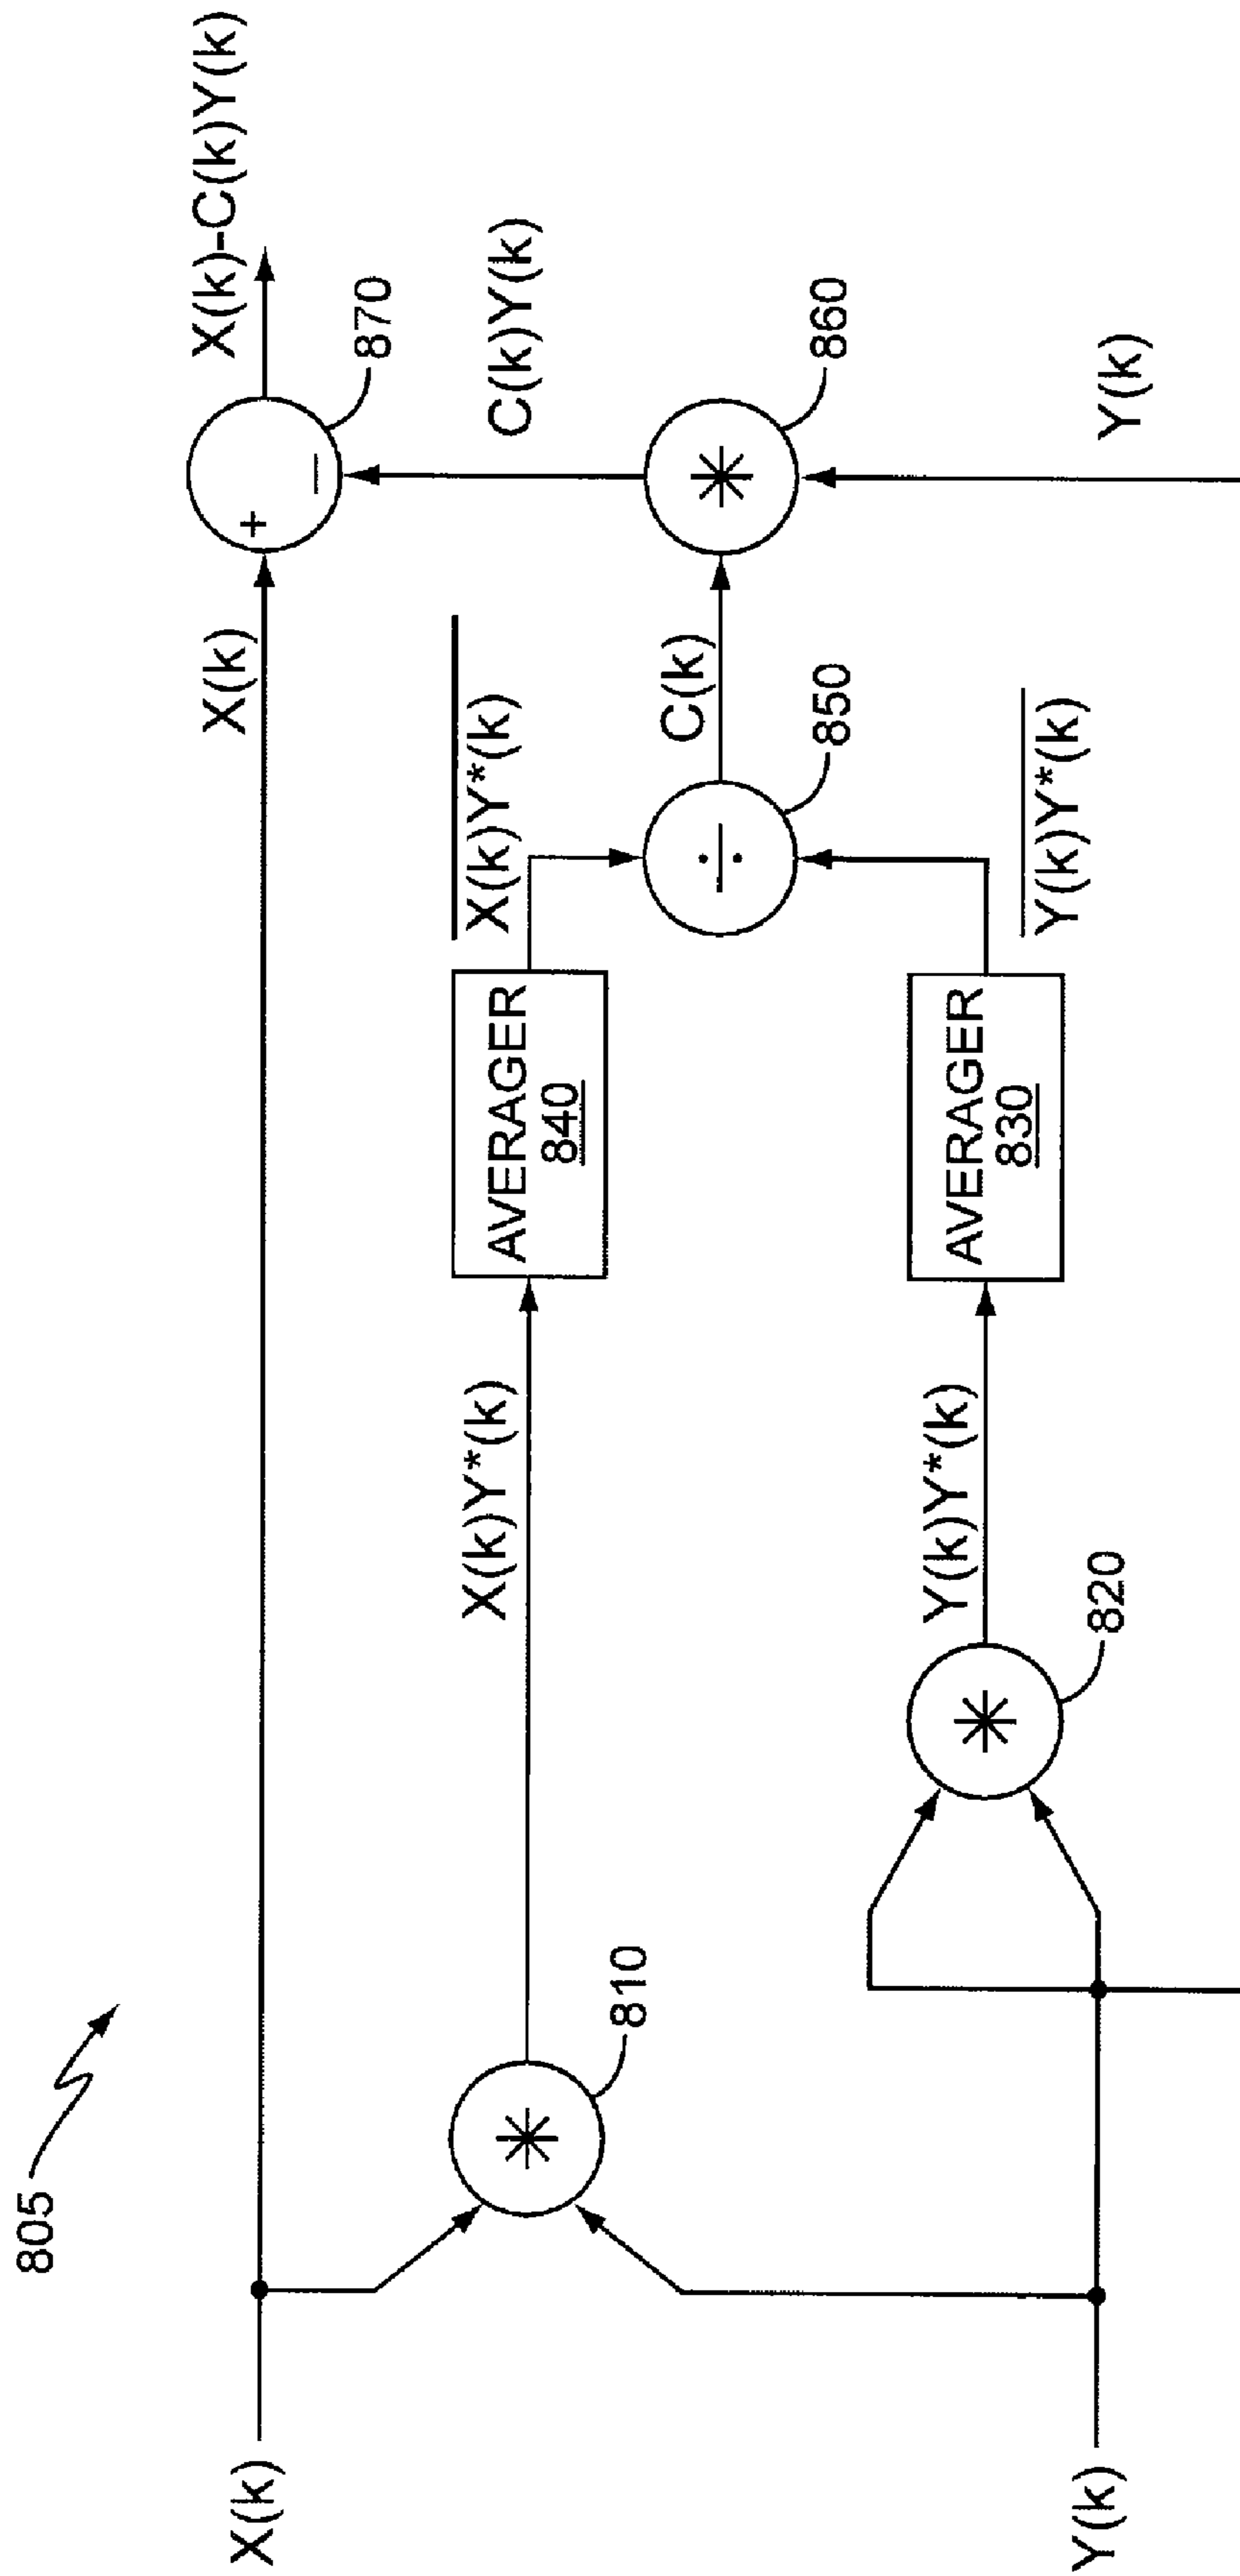 805
X(k)
X(k)
X(k)-C(k)Y(k)
870
810
X(k)Y*(k)
AVERAGER
840
X(k)Y*(k)
C(k)Y(k)
C(k)
850
860
Y(k)
820
Y(k)Y*(k)
AVERAGER
830
Y(k)Y*(k)
Y(k)